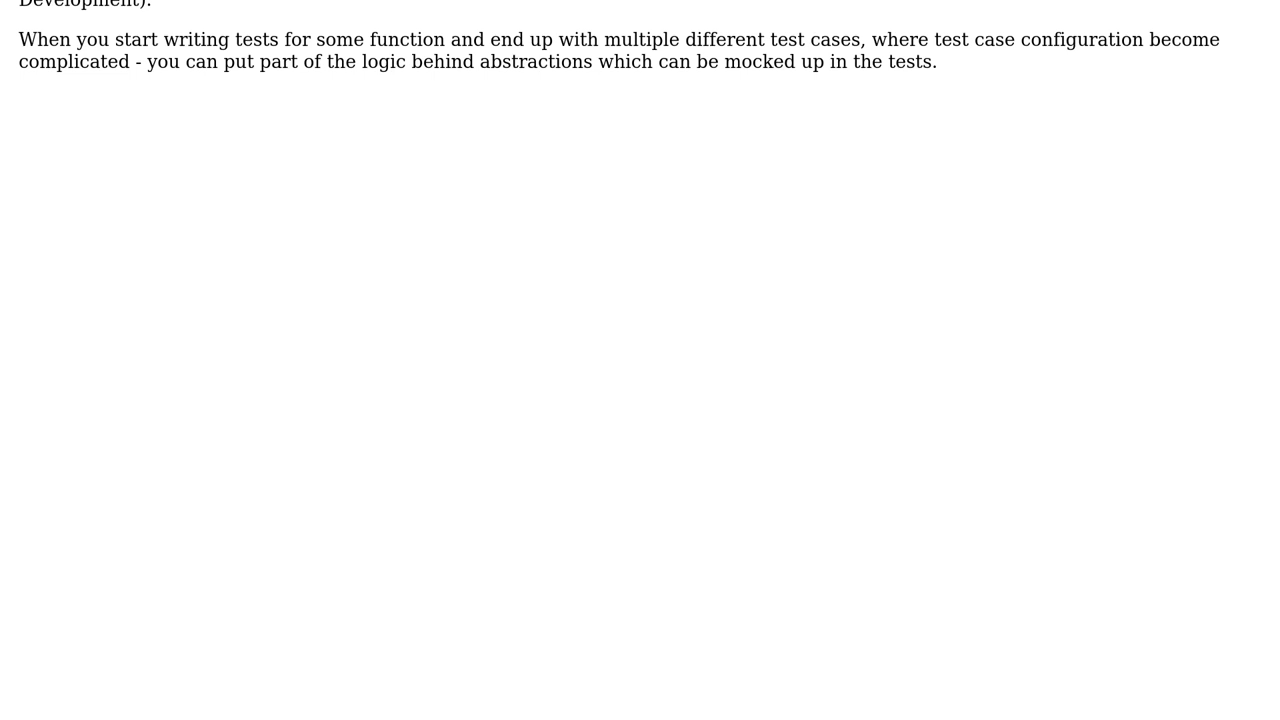 Development).
When you start writing tests for some function and end up with multiple different test cases, where test case configuration become
complicated - you can put part of the logic behind abstractions which can be mocked up in the tests.